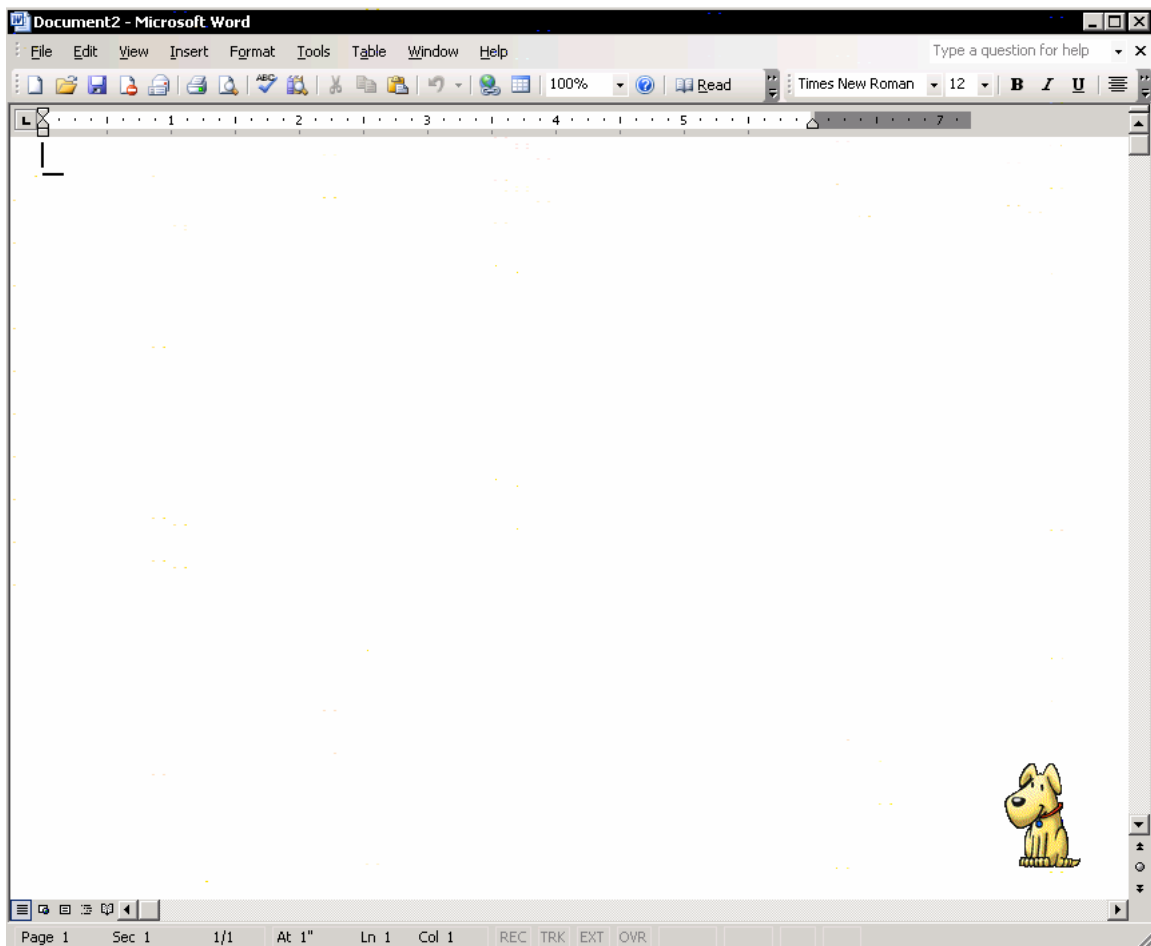 Document2 - Microsoft Word
File Edit View Insert Format Tools Table Window Help Type a question for help
ABC 100% Read Times New Roman 12 B I U
L 1 2 3 4 5 7
Page 1 Sec 1 1/1 At 1" Ln 1 Col 1 REC TRK EXT OVR